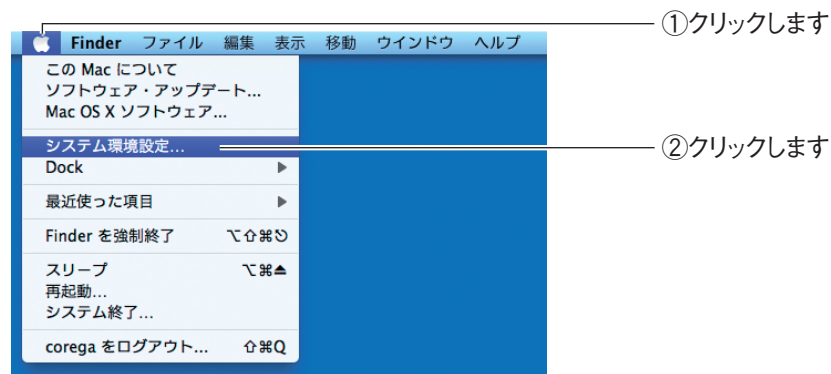 ①クリックします
Finder ファイル 編集 表示 移動 ウインドウ ヘルプ
この Mac について
ソフトウェア・アップデート...
Mac OS X ソフトウェア...
システム環境設定...
②クリックします
Dock ▶
最近使った項目 ▶
Finder を強制終了 ⌥⇧⌘⎋
スリープ ⌥⌘⏏
再起動...
システム終了...
corega をログアウト... ⇧⌘Q